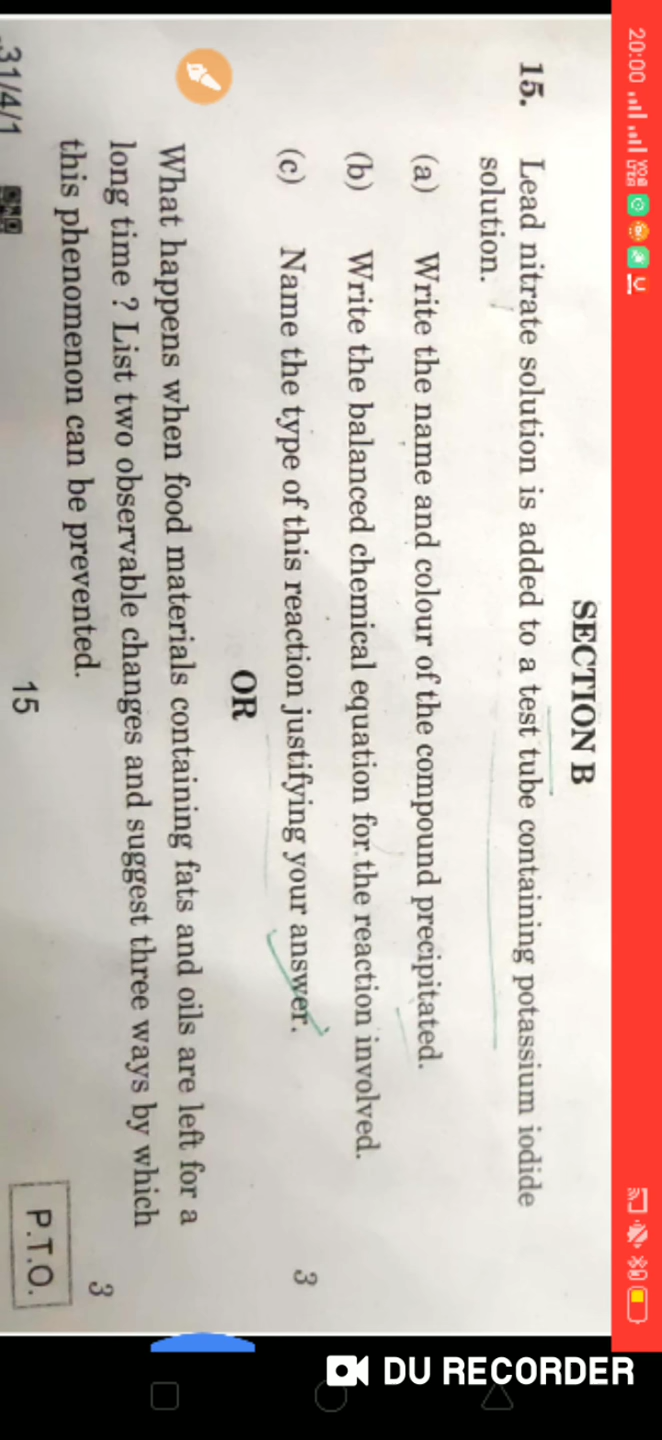 20:00
SECTION B
15. Lead nitrate solution is added to a test tube containing potassium iodide
solution.
(a) Write the name and colour of the compound precipitated.
(b) Write the balanced chemical equation for the reaction involved.
(c) Name the type of this reaction justifying your answer. 3
OR
What happens when food materials containing fats and oils are left for a
long time ? List two observable changes and suggest three ways by which
this phenomenon can be prevented. 3
31/4/1 15 P.T.O.
DU RECORDER